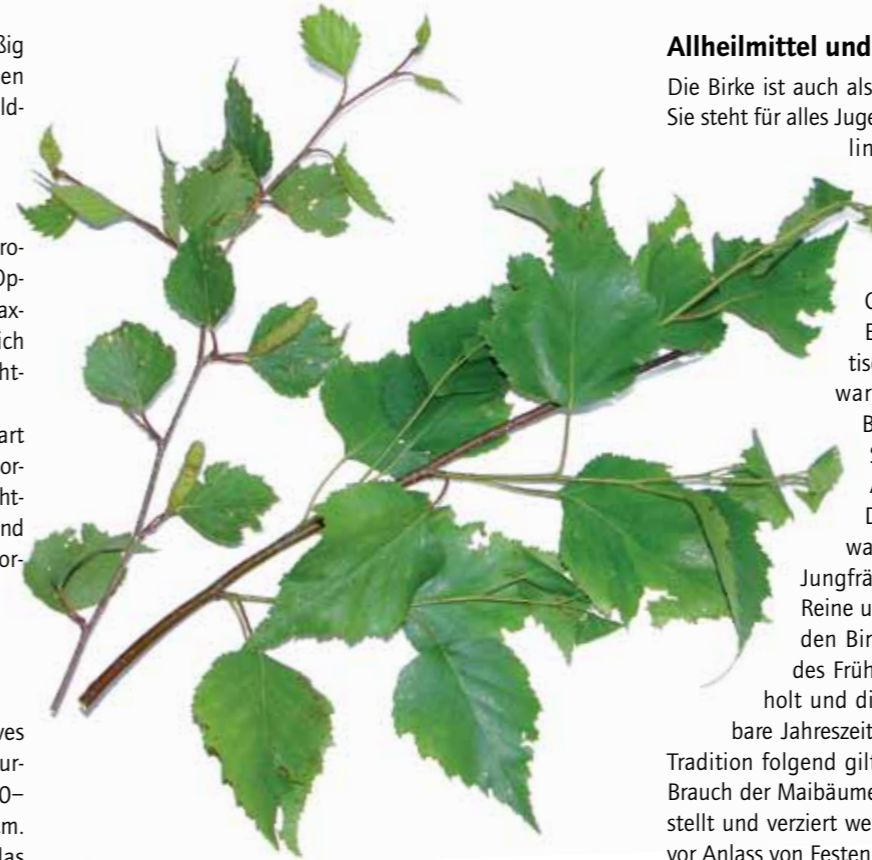 ßig
en
ld-
ro-
Op-
ax-
ich
ht-
art
or-
ht-
nd
or-
ves
ur-
0–
m.
las
Allheilmittel und
Die Birke ist auch als
Sie steht für alles Juge
lin
tisc
war
B
S
A
D
wa
Jungfrä
Reine u
den Bir
des Früh
holt und di
bare Jahreszeit
Tradition folgend gilt
Brauch der Maibäume
stellt und verziert we
vor Anlass von Festen